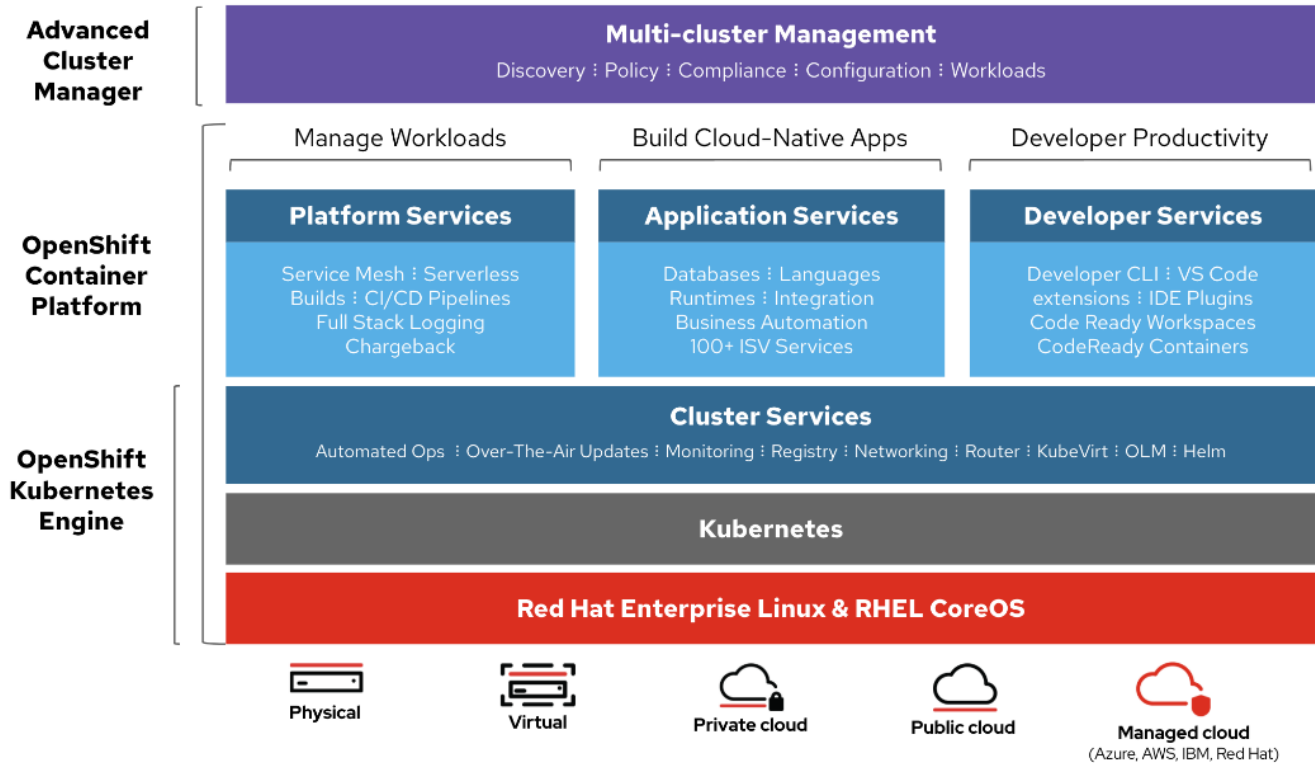 Advanced
Cluster
Manager
Multi-cluster Management
Discovery ⁝ Policy ⁝ Compliance ⁝ Configuration ⁝ Workloads
OpenShift
Container
Platform
Manage Workloads
Build Cloud-Native Apps
Developer Productivity
Platform Services
Service Mesh ⁝ Serverless
Builds ⁝ CI/CD Pipelines
Full Stack Logging
Chargeback
Application Services
Databases ⁝ Languages
Runtimes ⁝ Integration
Business Automation
100+ ISV Services
Developer Services
Developer CLI ⁝ VS Code
extensions ⁝ IDE Plugins
Code Ready Workspaces
CodeReady Containers
OpenShift
Kubernetes
Engine
Cluster Services
Automated Ops ⁝ Over-The-Air Updates ⁝ Monitoring ⁝ Registry ⁝ Networking ⁝ Router ⁝ KubeVirt ⁝ OLM ⁝ Helm
Kubernetes
Red Hat Enterprise Linux & RHEL CoreOS
Physical
Virtual
Private cloud
Public cloud
Managed cloud
(Azure, AWS, IBM, Red Hat)